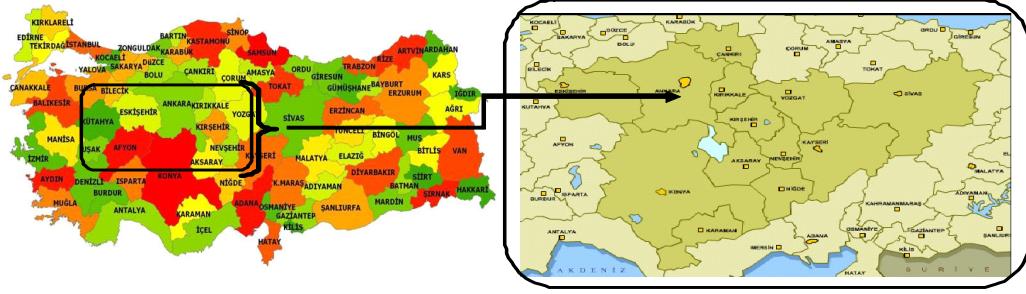 KIRKLARELİ
EDİRNE
TEKİRDAĞ
İSTANBUL
KOCAELİ
YALOVA
SAKARYA
DÜZCE
BOLU
ZONGULDAK
BARTIN
KARABÜK
KASTAMONU
SİNOP
SAMSUN
ÇANKIRI
ÇORUM
AMASYA
ORDU
TOKAT
GİRESUN
TRABZON
RİZE
ARTVİN
ARDAHAN
GÜMÜŞHANE
BAYBURT
ERZURUM
KARS
IĞDIR
AĞRI
ÇANAKKALE
BURSA
BİLECİK
BALIKESİR
KÜTAHYA
ESKİŞEHİR
ANKARA
KIRIKKALE
YOZGAT
SİVAS
ERZİNCAN
TUNCELİ
BİNGÖL
MUŞ
BİTLİS
VAN
MANİSA
UŞAK
AFYON
KIRŞEHİR
NEVŞEHİR
KAYSERİ
AKSARAY
MALATYA
ELAZIĞ
DİYARBAKIR
BATMAN
SİİRT
ŞIRNAK
HAKKARİ
İZMİR
AYDIN
DENİZLİ
ISPARTA
BURDUR
MUĞLA
KONYA
NİĞDE
K.MARAŞ
ADIYAMAN
MARDİN
ŞANLIURFA
ANTALYA
KARAMAN
İÇEL
ADANA
OSMANİYE
GAZİANTEP
KİLİS
HATAY
KOCAELİ
SAKARYA
DÜZCE
BOLU
KARABÜK
ÇANKIRI
ÇORUM
AMASYA
ORDU
GİRESUN
TOKAT
BİLECİK
ESKİŞEHİR
ANKARA
KIRIKKALE
YOZGAT
SİVAS
KÜTAHYA
KIRŞEHİR
AFYON
AKSARAY
NEVŞEHİR
KAYSERİ
MALATYA
ISPARTA
BURDUR
KONYA
NİĞDE
ADIYAMAN
KAHRAMANMARAŞ
KARAMAN
ANTALYA
MERSİN
ADANA
OSMANİYE
GAZİANTEP
ŞANLIU
KİLİS
HATAY
AKDENİZ
SURİYE